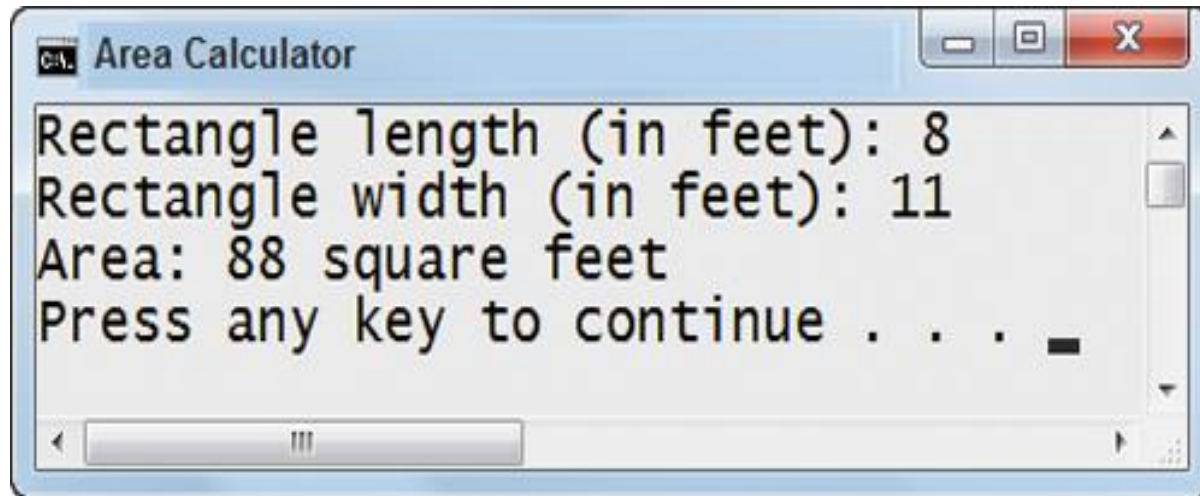 C:\. Area Calculator
Rectangle length (in feet): 8
Rectangle width (in feet): 11
Area: 88 square feet
Press any key to continue . . . _